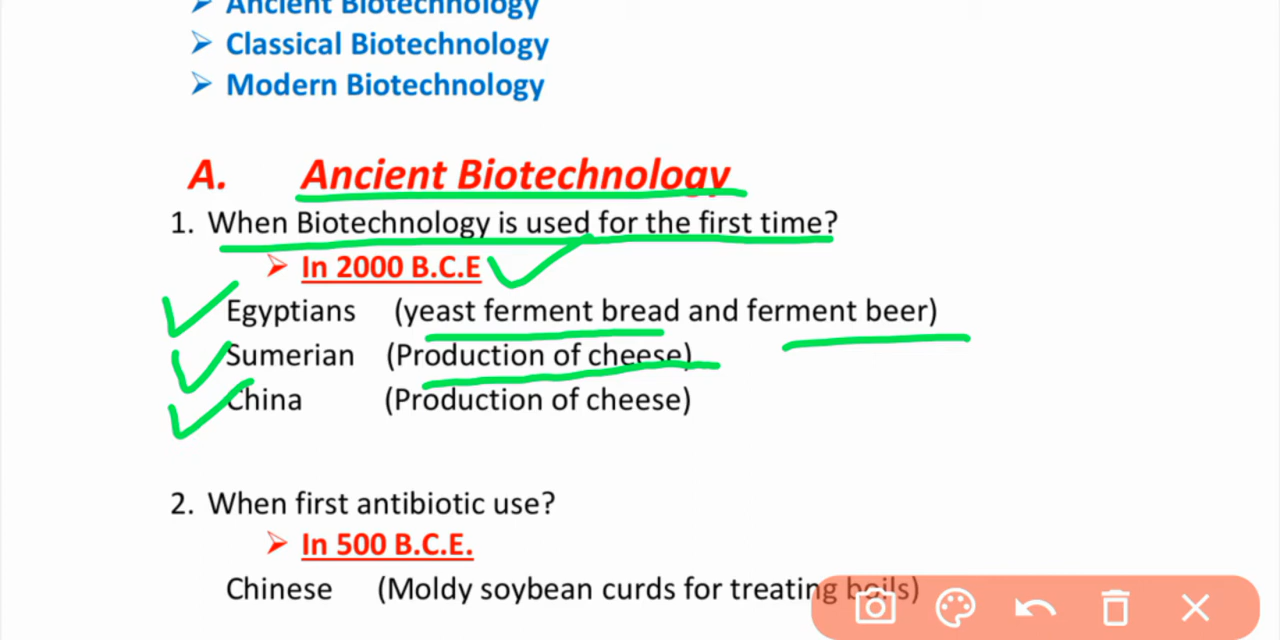 ➢ Ancient Biotechnology
➢ Classical Biotechnology
➢ Modern Biotechnology
A. Ancient Biotechnology
1. When Biotechnology is used for the first time?
➢ In 2000 B.C.E
Egyptians (yeast ferment bread and ferment beer)
Sumerian (Production of cheese)
China (Production of cheese)
2. When first antibiotic use?
➢ In 500 B.C.E.
Chinese (Moldy soybean curds for treating boils)